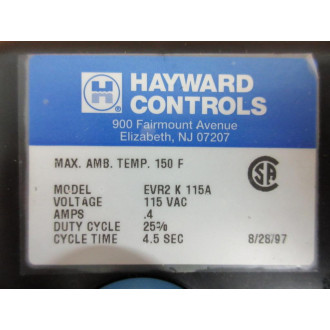 HAYWARD
CONTROLS
900 Fairmount Avenue
Elizabeth, NJ 07207
MAX. AMB. TEMP. 150 F
MODEL EVR2 K 115A
VOLTAGE 115 VAC
AMPS .4
DUTY CYCLE 25%
CYCLE TIME 4.5 SEC 8/28/97